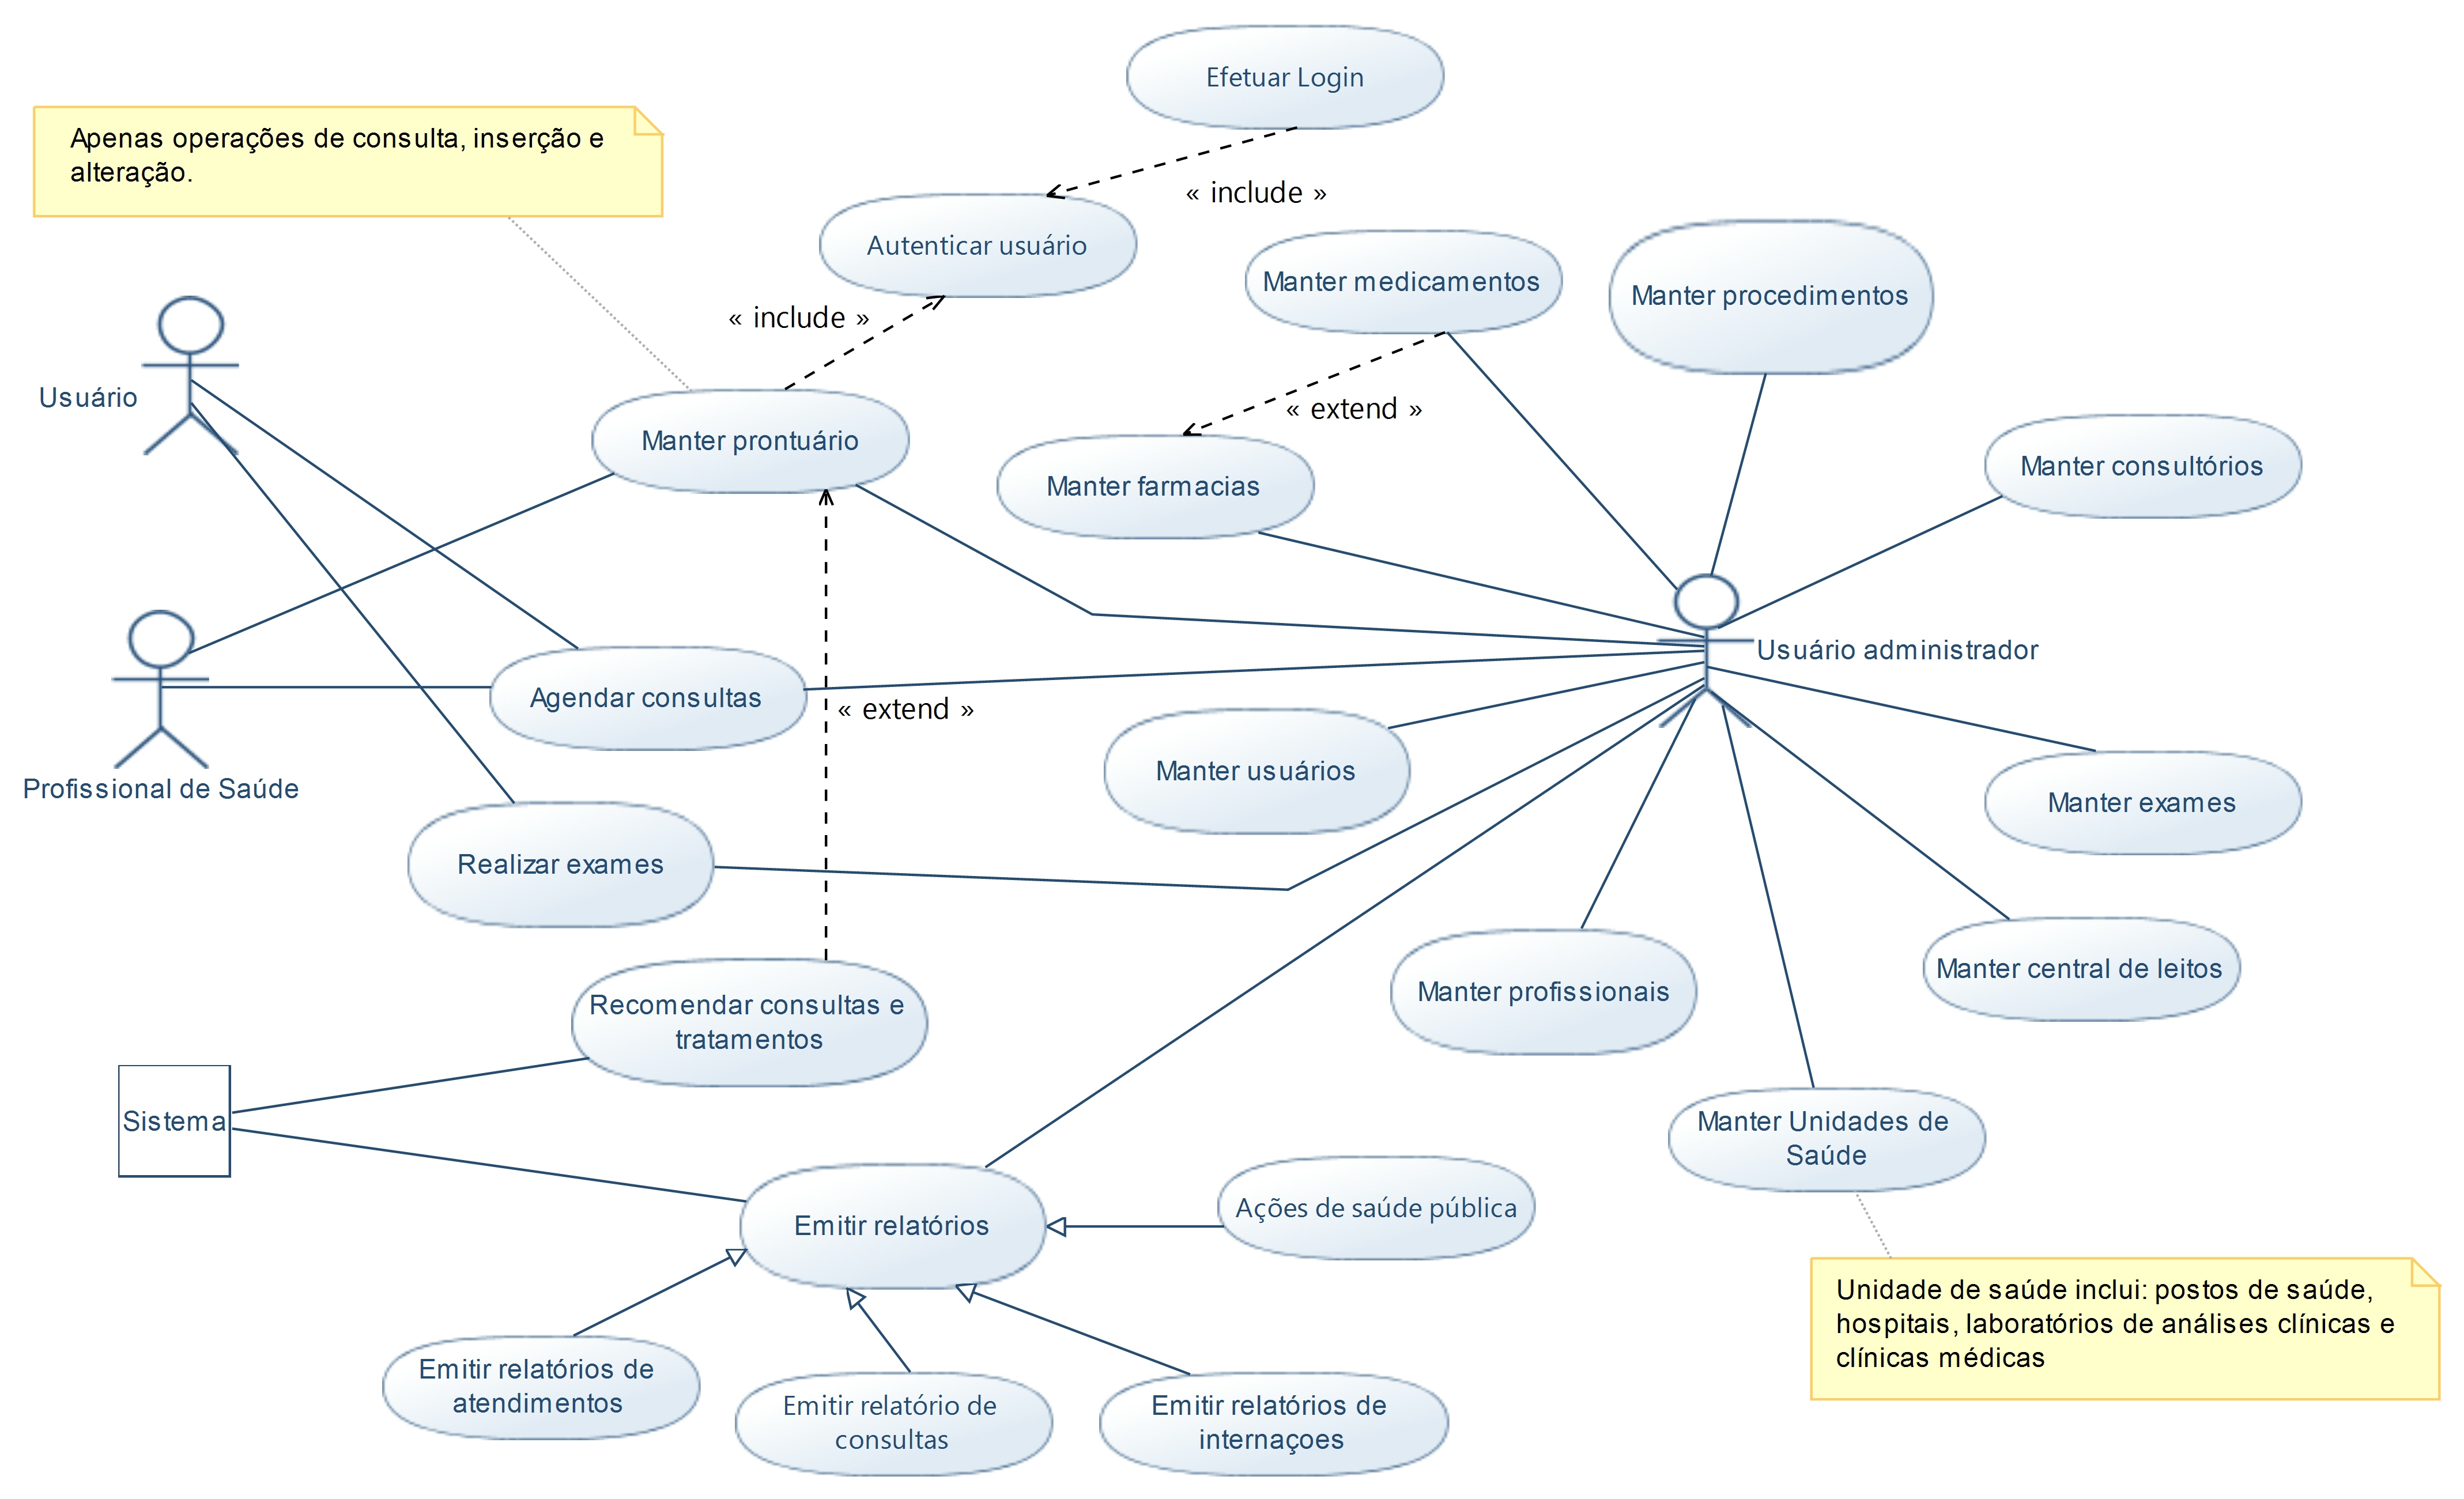 Efetuar Login
Apenas operações de consulta, inserção e
alteração.
« include »
Autenticar usuário
Manter medicamentos
Manter procedimentos
« include »
Usuário
« extend »
Manter prontuário
Manter consultórios
Manter farmacias
Usuário administrador
Agendar consultas
« extend »
Manter usuários
Profissional de Saúde
Manter exames
Realizar exames
Manter central de leitos
Manter profissionais
Recomendar consultas e
tratamentos
Sistema
Manter Unidades de
Saúde
Ações de saúde pública
Emitir relatórios
Unidade de saúde inclui: postos de saúde,
hospitais, laboratórios de análises clínicas e
clínicas médicas
Emitir relatórios de
atendimentos
Emitir relatório de
consultas
Emitir relatórios de
internaçoes